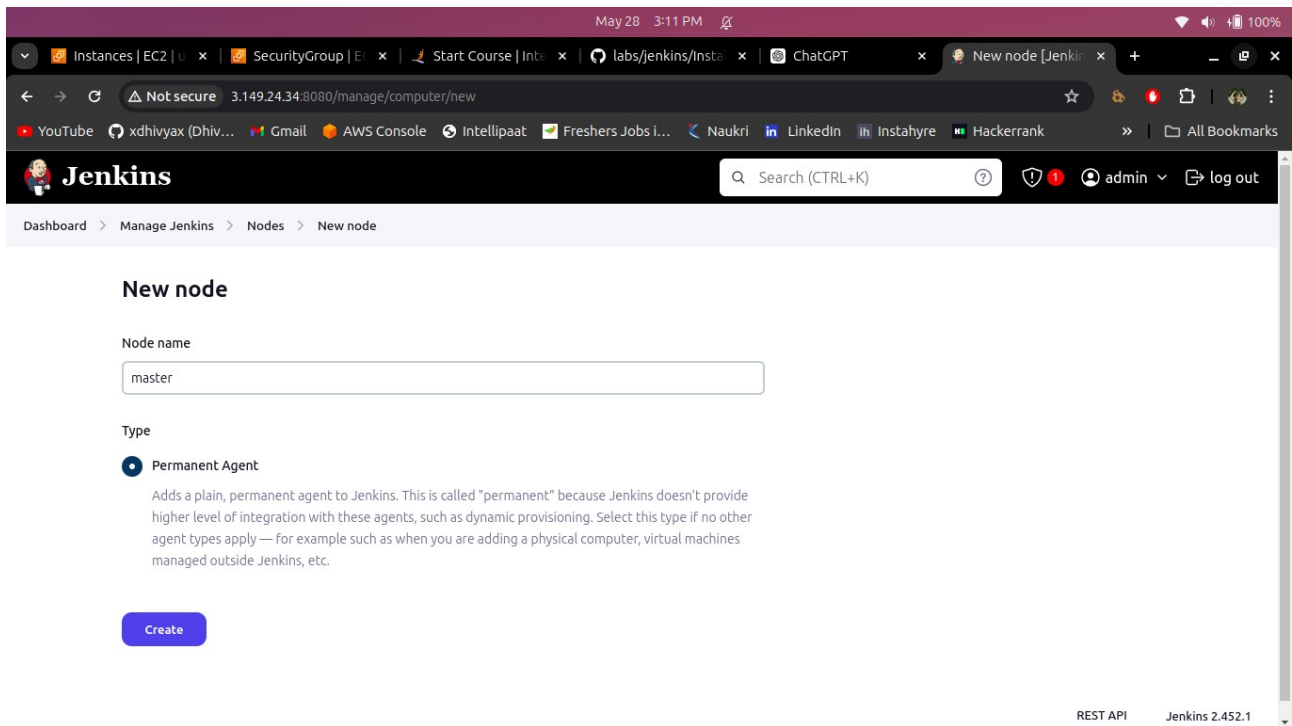 May 28 3:11 PM 100%
Instances | EC2 | u SecurityGroup | E Start Course | Inte labs/jenkins/Insta ChatGPT New node [Jenkin
Not secure 3.149.24.34:8080/manage/computer/new
YouTube xdhivyax (Dhiv... Gmail AWS Console Intellipaat Freshers Jobs i... Naukri in LinkedIn ih Instahyre Hackerrank » All Bookmarks
Jenkins Search (CTRL+K) ? 1 admin log out
Dashboard > Manage Jenkins > Nodes > New node
New node
Node name
master
Type
Permanent Agent
Adds a plain, permanent agent to Jenkins. This is called "permanent" because Jenkins doesn't provide
higher level of integration with these agents, such as dynamic provisioning. Select this type if no other
agent types apply — for example such as when you are adding a physical computer, virtual machines
managed outside Jenkins, etc.
Create
REST API Jenkins 2.452.1